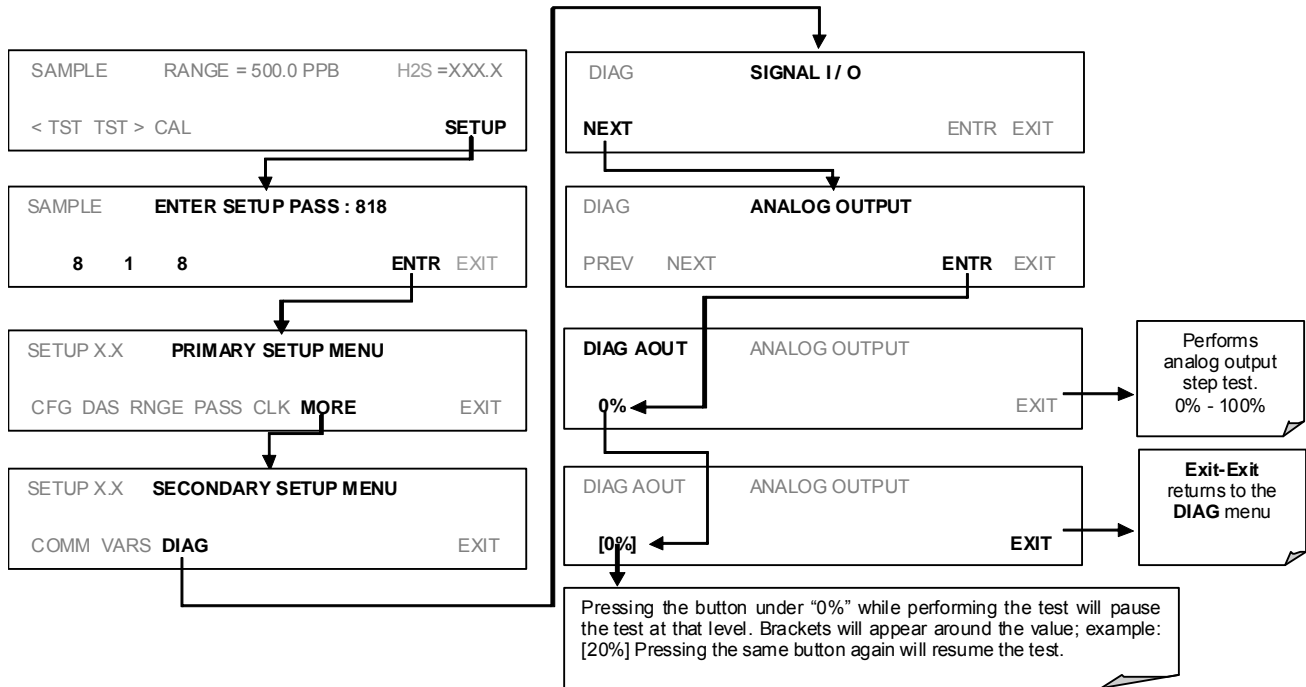 SAMPLE RANGE = 500.0 PPB H2S =XXX.X
< TST TST > CAL SETUP
SAMPLE ENTER SETUP PASS : 818
8 1 8 ENTR EXIT
SETUP X.X PRIMARY SETUP MENU
CFG DAS RNGE PASS CLK MORE EXIT
SETUP X.X SECONDARY SETUP MENU
COMM VARS DIAG EXIT
DIAG SIGNAL I / O
NEXT ENTR EXIT
DIAG ANALOG OUTPUT
PREV NEXT ENTR EXIT
DIAG AOUT ANALOG OUTPUT
0% EXIT
Performs
analog output
step test.
0% - 100%
DIAG AOUT ANALOG OUTPUT
[0%] EXIT
Exit-Exit
returns to the
DIAG menu
Pressing the button under “0%” while performing the test will pause
the test at that level. Brackets will appear around the value; example:
[20%] Pressing the same button again will resume the test.